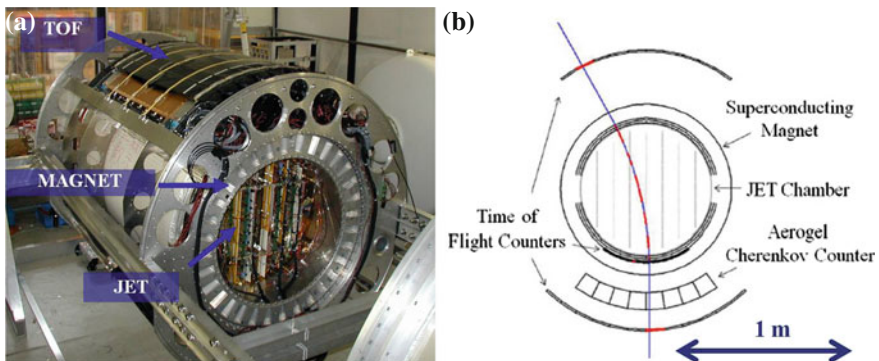 (a)
TOF
MAGNET
JET
(b)
Superconducting
Magnet
JET Chamber
Time of
Flight Counters
Aerogel
Cherenkov Counter
1 m